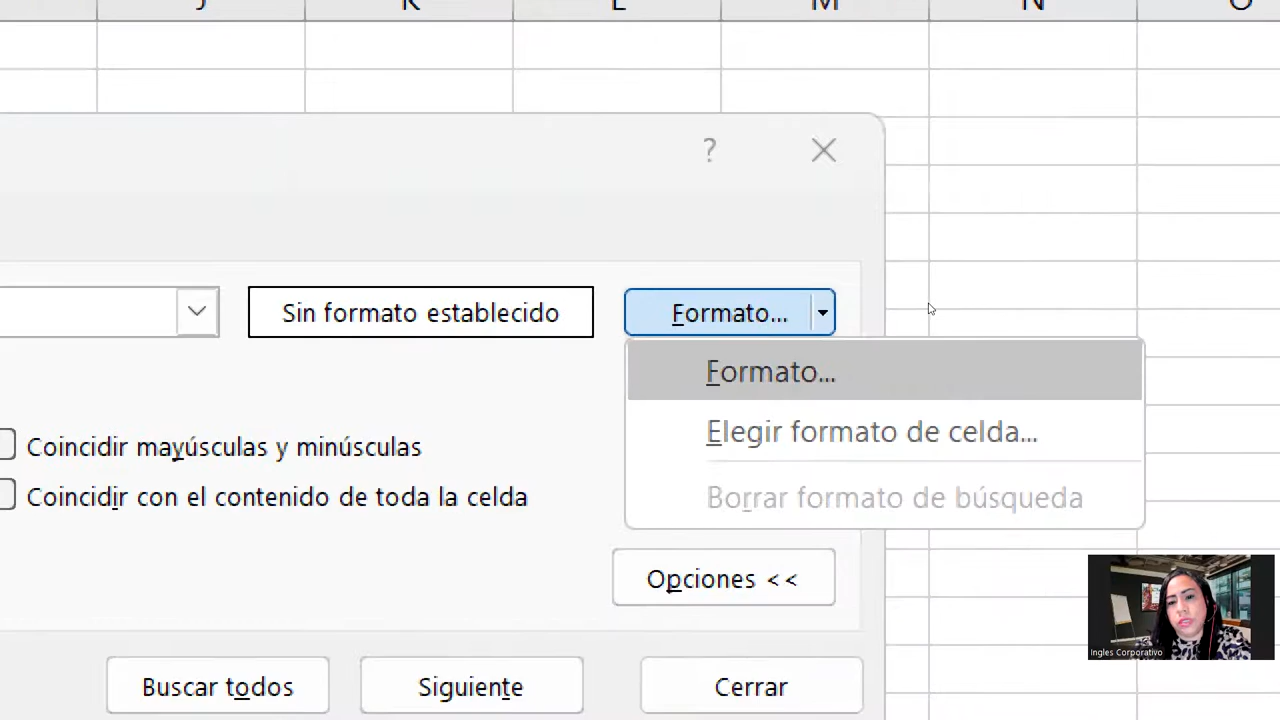 J K L M N O
?
Sin formato establecido
Formato...
Formato...
Elegir formato de celda...
Borrar formato de búsqueda
Coincidir mayúsculas y minúsculas
Coincidir con el contenido de toda la celda
Opciones <<
Buscar todos
Siguiente
Cerrar
Ingles Corporativo